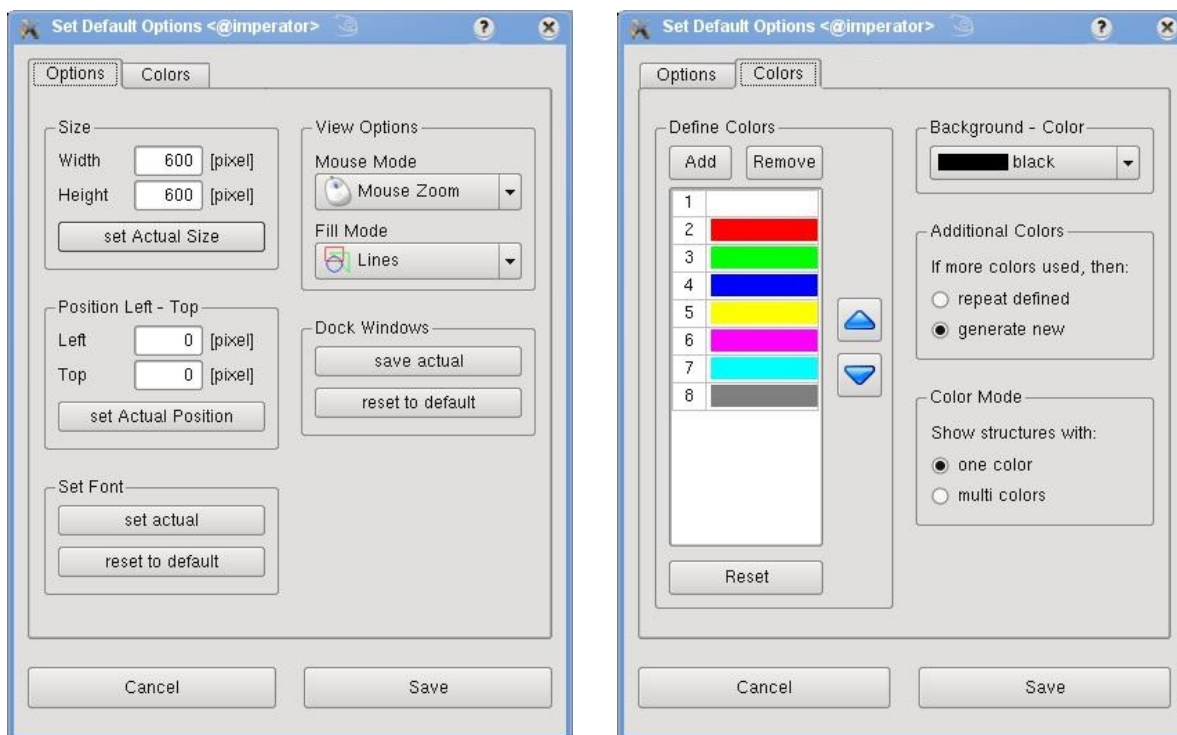 Set Default Options <@imperator>
Options Colors
Size
Width 600 [pixel]
Height 600 [pixel]
set Actual Size
Position Left - Top
Left 0 [pixel]
Top 0 [pixel]
set Actual Position
Set Font
set actual
reset to default
View Options
Mouse Mode
Mouse Zoom
Fill Mode
Lines
Dock Windows
save actual
reset to default
Cancel Save
Set Default Options <@imperator>
Options Colors
Define Colors
Add Remove
1
2
3
4
5
6
7
8
Reset
Background - Color
black
Additional Colors
If more colors used, then:
repeat defined
generate new
Color Mode
Show structures with:
one color
multi colors
Cancel Save